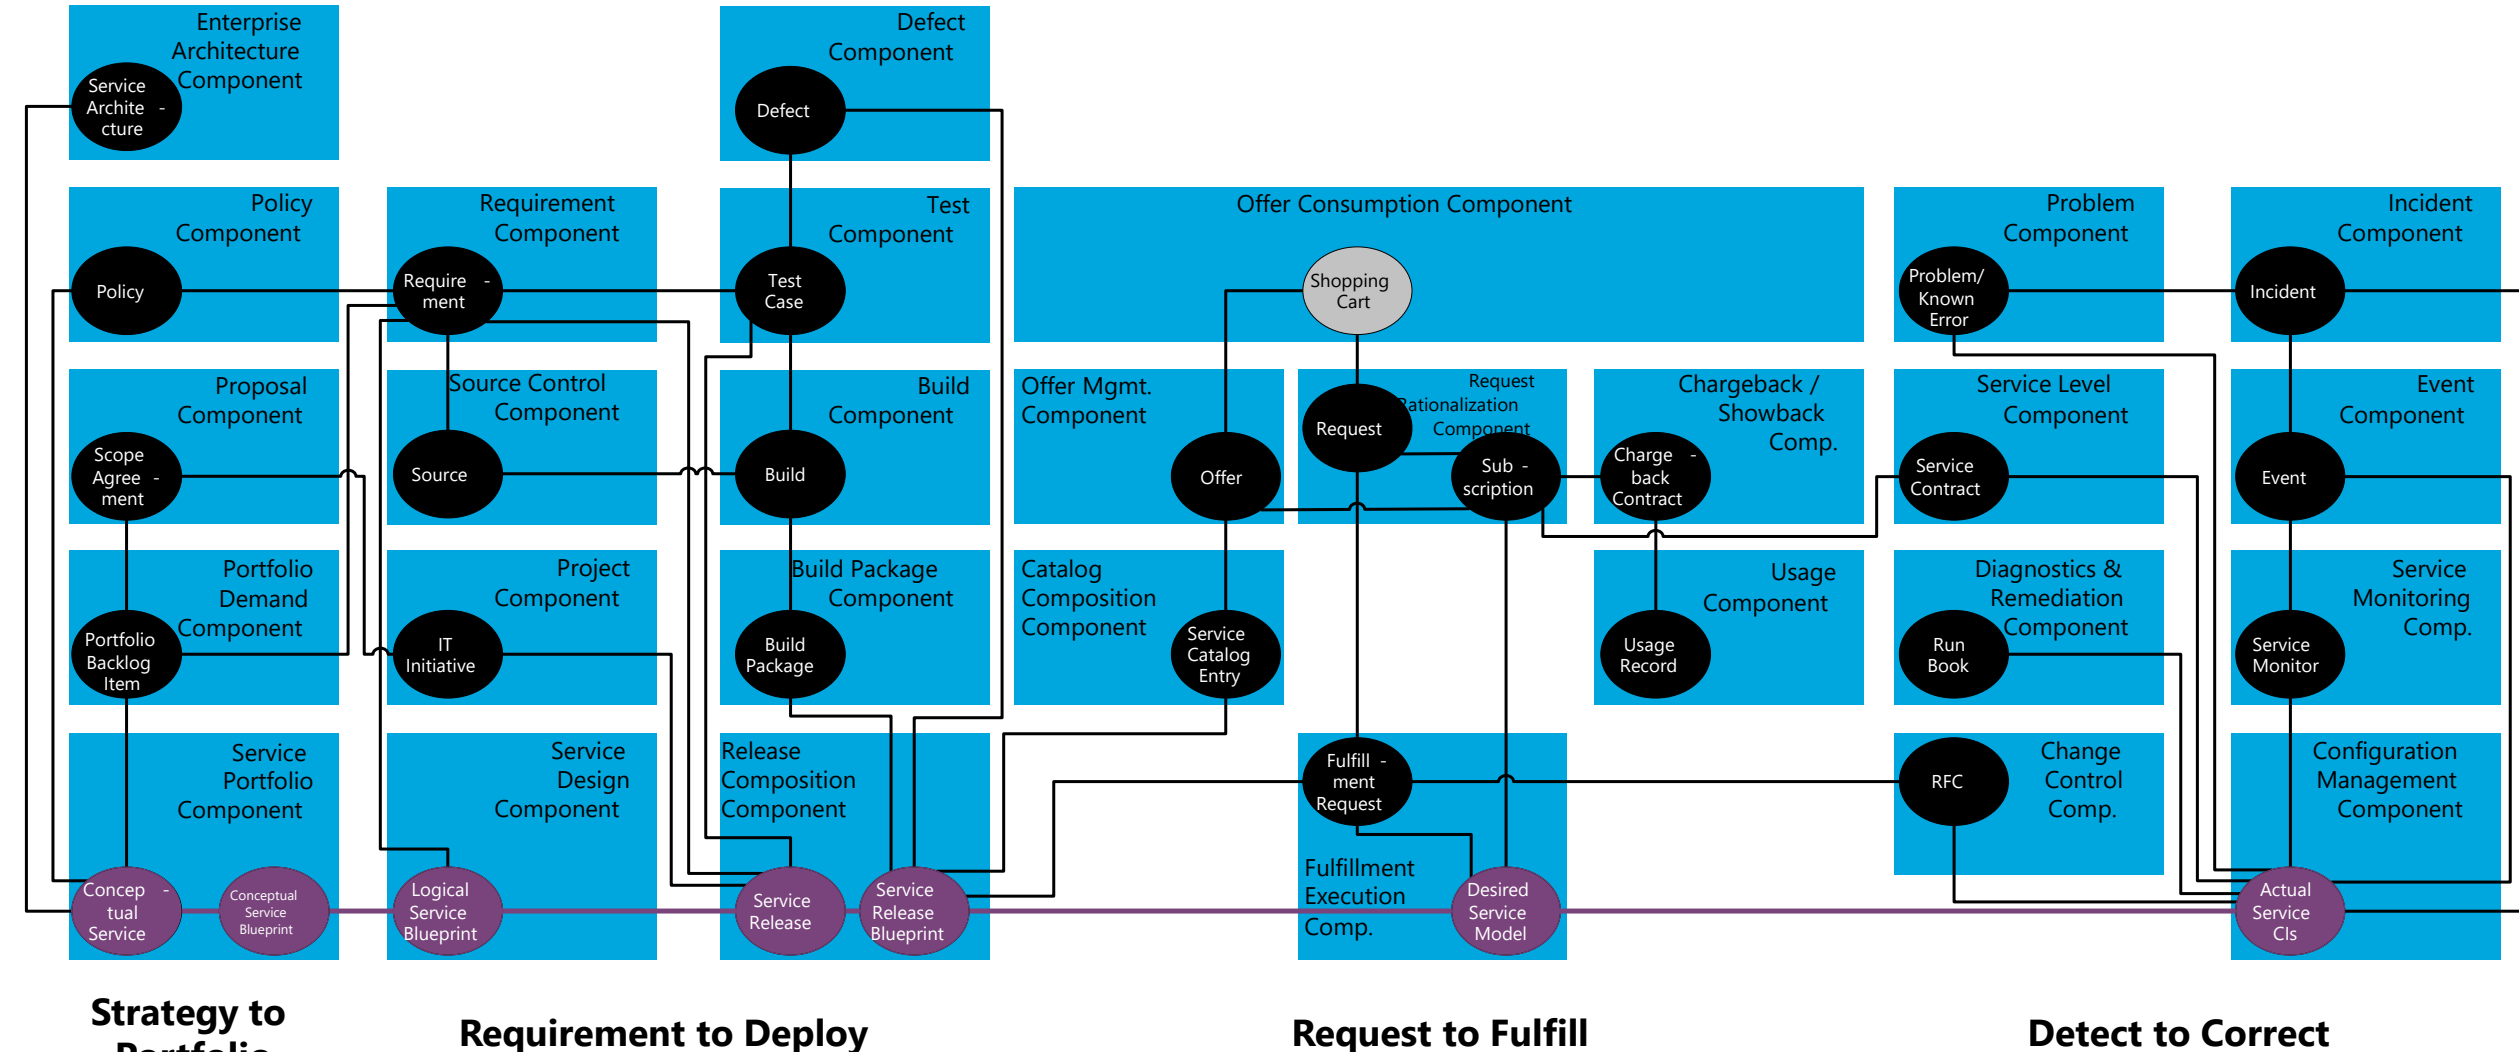 Enterprise
Architecture
Component
Service
Archite -
cture
Defect
Component
Defect
Policy
Component
Policy
Requirement
Component
Require -
ment
Test
Component
Test
Case
Offer Consumption Component
Shopping
Cart
Problem
Component
Problem/
Known
Error
Incident
Component
Incident
Proposal
Component
Scope
Agree -
ment
Source Control
Component
Source
Build
Component
Build
Offer Mgmt.
Component
Offer
Request
Rationalization
Component
Request
Sub -
scription
Chargeback /
Showback
Comp.
Charge -
back
Contract
Service Level
Component
Service
Contract
Event
Component
Event
Portfolio
Demand
Component
Portfolio
Backlog
Item
Project
Component
IT
Initiative
Build Package
Component
Build
Package
Catalog
Composition
Component
Service
Catalog
Entry
Usage
Component
Usage
Record
Diagnostics &
Remediation
Component
Run
Book
Service
Monitoring
Comp.
Service
Monitor
Service
Portfolio
Component
Concep -
tual
Service
Conceptual
Service
Blueprint
Service
Design
Component
Logical
Service
Blueprint
Release
Composition
Component
Service
Release
Service
Release
Blueprint
Fulfill -
ment
Request
Fulfillment
Execution
Comp.
Desired
Service
Model
Change
Control
Comp.
RFC
Configuration
Management
Component
Actual
Service
CIs
Strategy to
Portfolio
Requirement to Deploy
Request to Fulfill
Detect to Correct